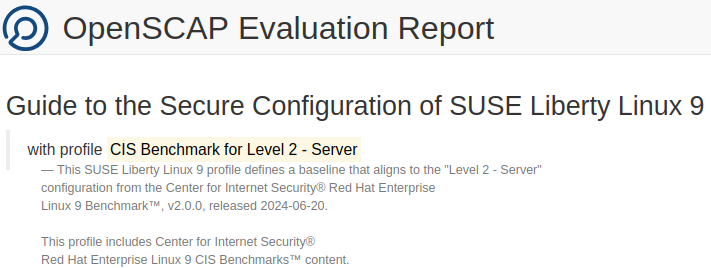 OpenSCAP Evaluation Report
Guide to the Secure Configuration of SUSE Liberty Linux 9
with profile CIS Benchmark for Level 2 - Server
— This SUSE Liberty Linux 9 profile defines a baseline that aligns to the "Level 2 - Server"
configuration from the Center for Internet Security® Red Hat Enterprise
Linux 9 Benchmark™, v2.0.0, released 2024-06-20.
This profile includes Center for Internet Security®
Red Hat Enterprise Linux 9 CIS Benchmarks™ content.